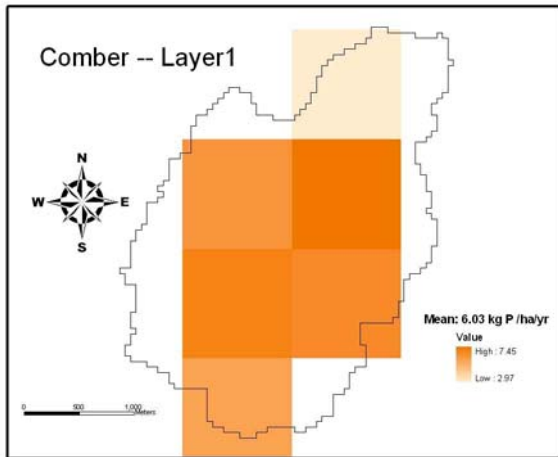 Comber -- Layer1
N
W
E
S
Mean: 6.03 kg P /ha/yr
Value
High : 7.45
Low : 2.97
0 500 1,000
Meters